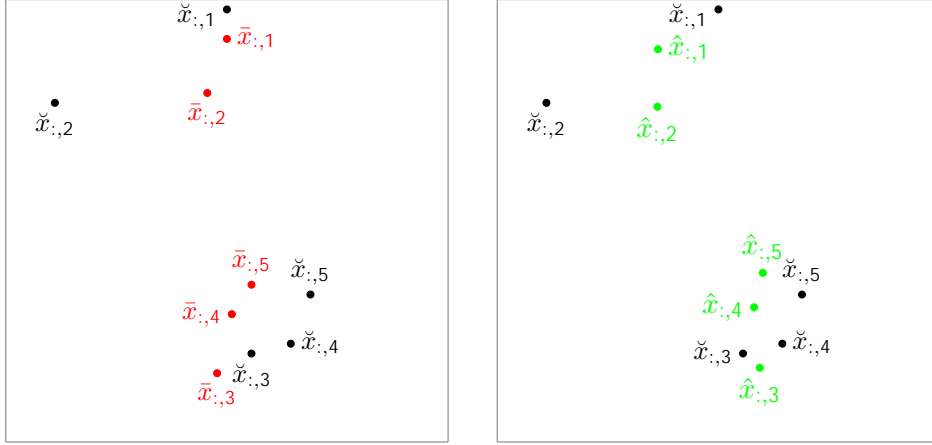 x̆:,1
x̄:,1
x̄:,2
x̆:,2
x̄:,5
x̆:,5
x̄:,4
x̆:,4
x̆:,3
x̄:,3
x̆:,1
x̂:,1
x̆:,2
x̂:,2
x̂:,5
x̆:,5
x̂:,4
x̆:,3
x̆:,4
x̂:,3